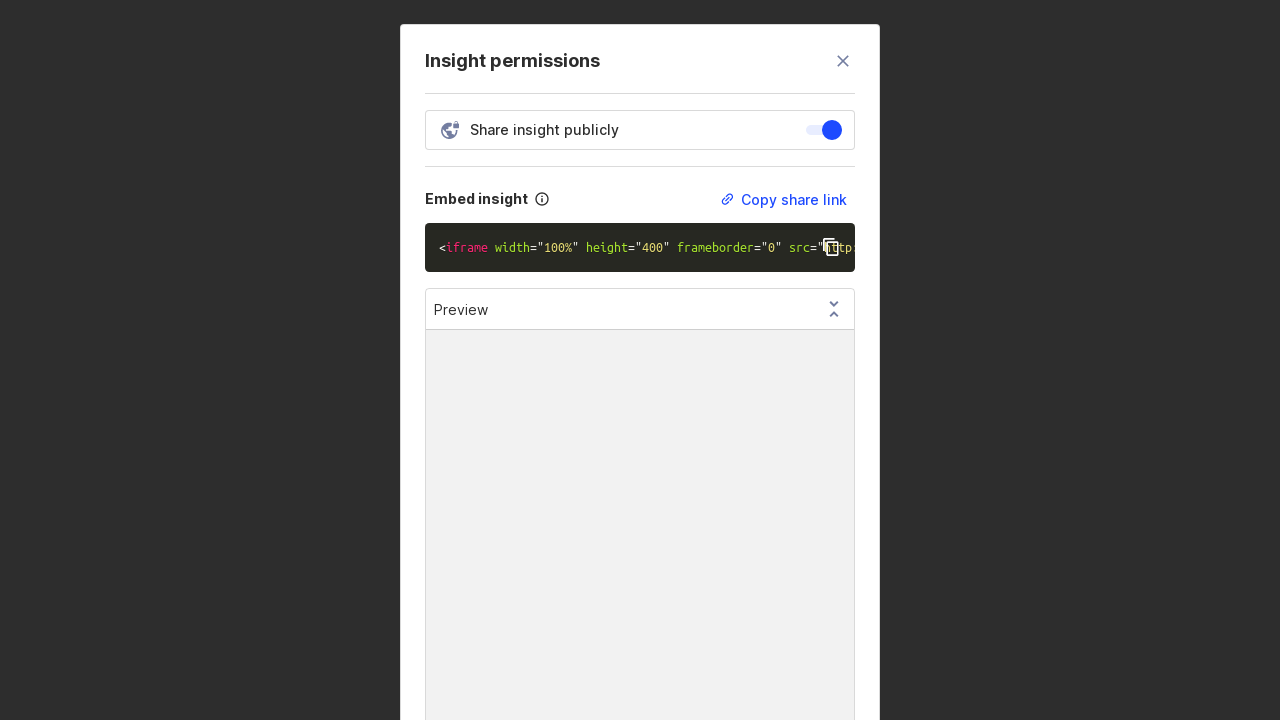 Insight permissions
Share insight publicly
Embed insight
Copy share link
<iframe width="100%" height="400" frameborder="0" src="http
Preview